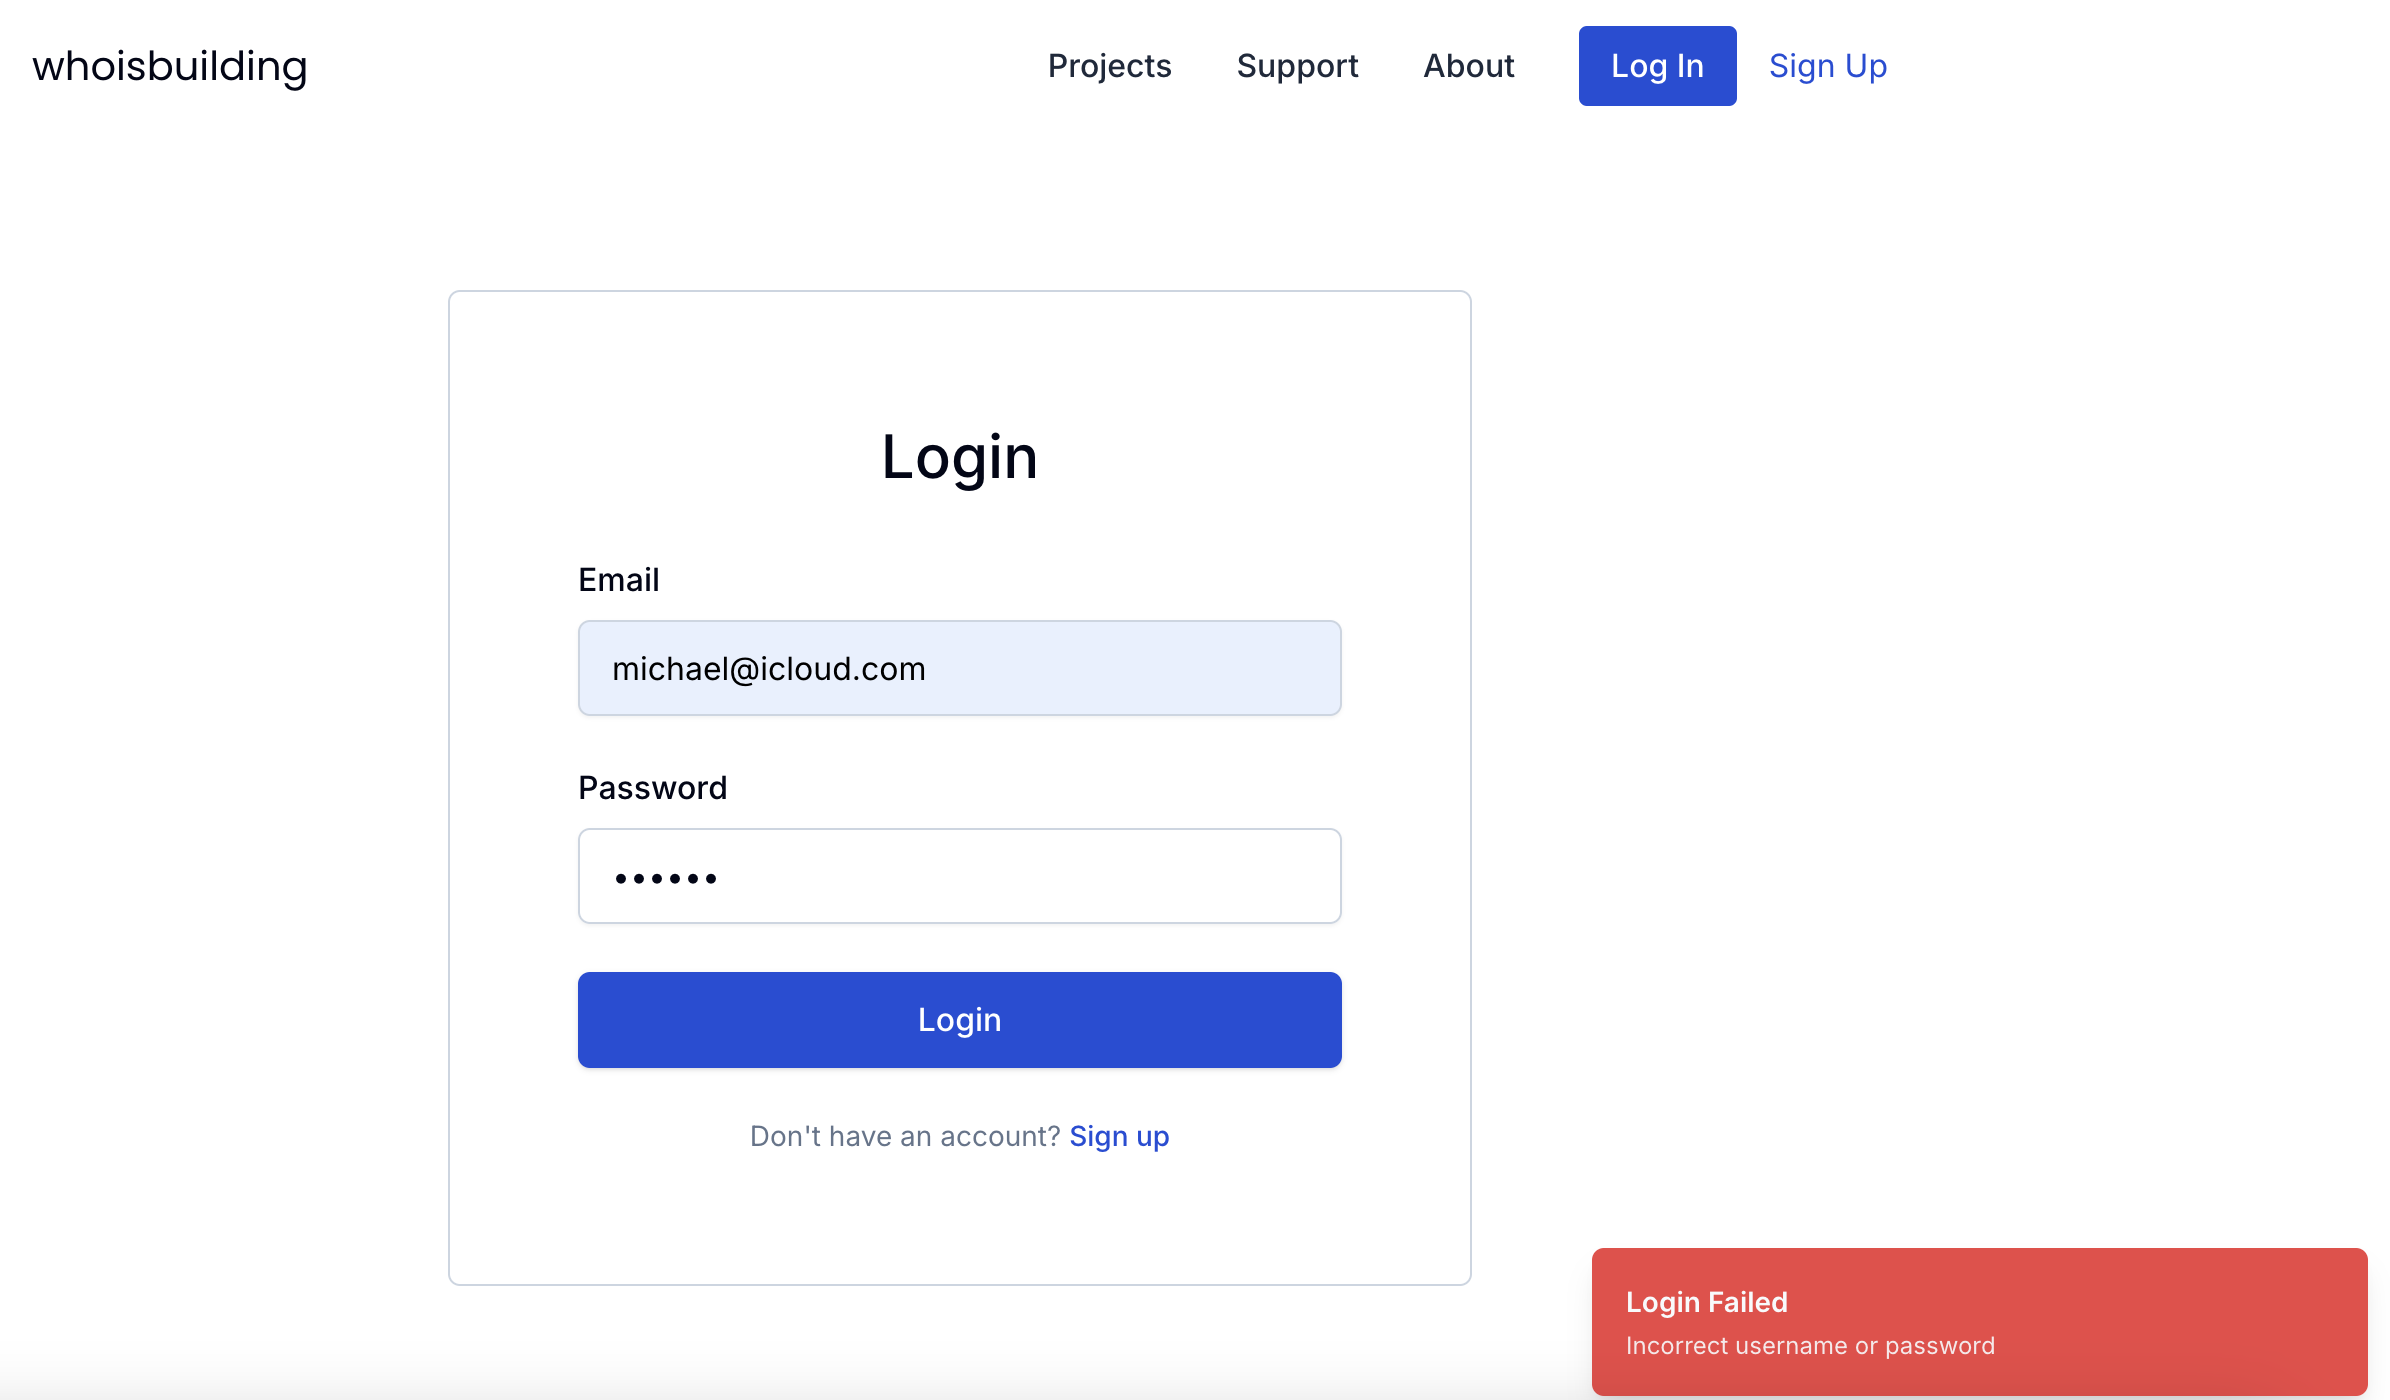 whoisbuilding
Projects
Support
About
Log In
Sign Up
Login
Email
michael@icloud.com
Password
••••••
Login
Don't have an account? Sign up
Login Failed
Incorrect username or password